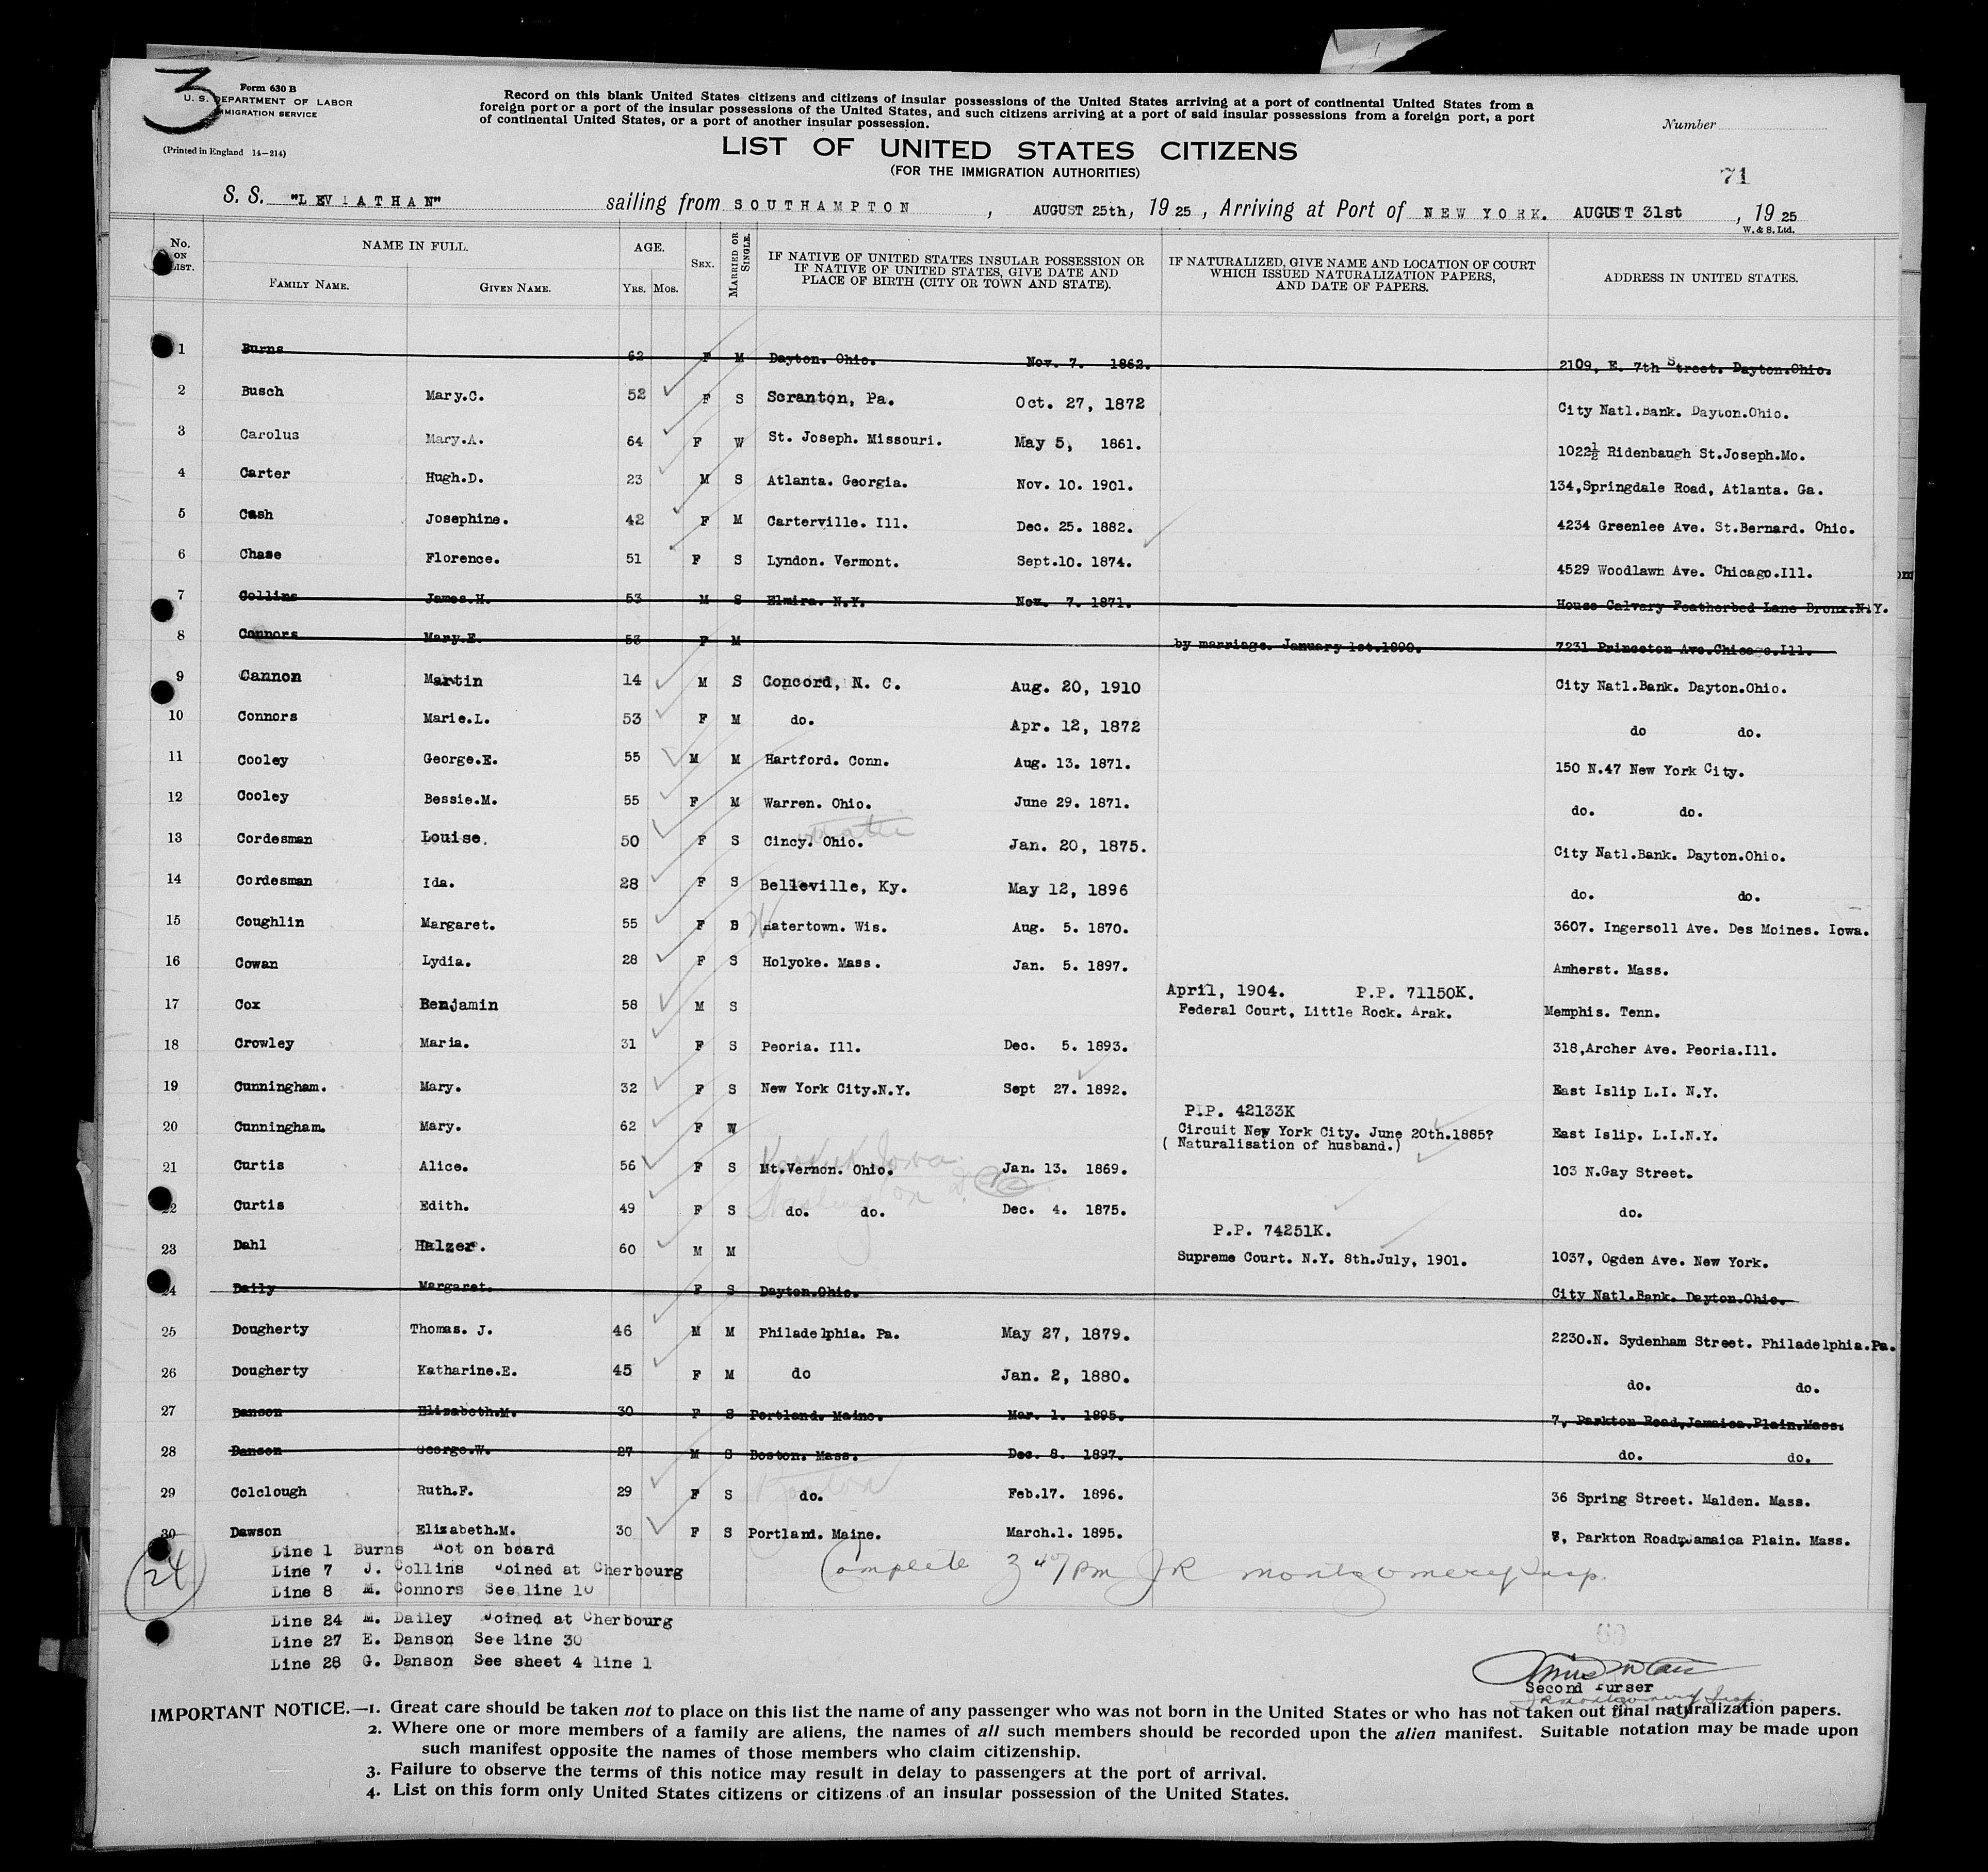 3
Form 630 B
U. S. DEPARTMENT OF LABOR
IMMIGRATION SERVICE
(Printed in England 14—214)
Record on this blank United States citizens and citizens of insular possessions of the United States arriving at a port of continental United States from a
foreign port or a port of the insular possessions of the United States, and such citizens arriving at a port of said insular possessions from a foreign port, a port
of continental United States, or a port of another insular possession.
Number
LIST OF UNITED STATES CITIZENS
(FOR THE IMMIGRATION AUTHORITIES)
71
S. S. "LEVIATHAN" sailing from SOUTHAMPTON , AUGUST 25th, 1925, Arriving at Port of NEW YORK. AUGUST 31st , 1925
W. & S. Ltd.
No. ON LIST. NAME IN FULL. FAMILY NAME. GIVEN NAME. AGE. YRS. MOS. SEX. MARRIED OR SINGLE. IF NATIVE OF UNITED STATES INSULAR POSSESSION OR IF NATIVE OF UNITED STATES, GIVE DATE AND PLACE OF BIRTH (CITY OR TOWN AND STATE). IF NATURALIZED, GIVE NAME AND LOCATION OF COURT WHICH ISSUED NATURALIZATION PAPERS, AND DATE OF PAPERS. ADDRESS IN UNITED STATES.
1 Burns 62 F M Dayton. Ohio. Nov. 7. 1862. 2109, E. 7th Street. Dayton.Ohio.
2 Busch Mary.C. 52 F S Scranton, Pa. Oct. 27, 1872 City Natl.Bank. Dayton.Ohio.
3 Carolus Mary.A. 64 F W St. Joseph. Missouri. May 5, 1861. 1022½ Ridenbaugh St.Joseph.Mo.
4 Carter Hugh.D. 23 M S Atlanta. Georgia. Nov. 10. 1901. 134,Springdale Road, Atlanta. Ga.
5 Cash Josephine. 42 F M Carterville. Ill. Dec. 25. 1882. 4234 Greenlee Ave. St.Bernard. Ohio.
6 Chase Florence. 51 F S Lyndon. Vermont. Sept.10. 1874. 4529 Woodlawn Ave. Chicago.Ill.
7 Collins James.H. 53 M S Elmira. N.Y. Nov. 7. 1871. House Calvary Featherbed Lane Bronx.N.Y.
8 Connors Mary.E. 53 F M by marriage. January 1st.1890. 7231 Princeton Ave.Chicago.Ill.
9 Cannon Martin 14 M S Concord, N. C. Aug. 20, 1910 City Natl.Bank. Dayton.Ohio.
10 Connors Marie.L. 53 F M do. Apr. 12, 1872 do do.
11 Cooley George.E. 55 M M Hartford. Conn. Aug. 13. 1871. 150 N.47 New York City.
12 Cooley Bessie.M. 55 F M Warren. Ohio. June 29. 1871. do. do.
13 Cordesman Louise. 50 F S Cincy. Ohio. Jan. 20, 1875. City Natl.Bank. Dayton.Ohio.
14 Cordesman Ida. 28 F S Belleville, Ky. May 12, 1896 do. do.
15 Coughlin Margaret. 55 F S Watertown. Wis. Aug. 5. 1870. 3607. Ingersoll Ave. Des Moines. Iowa.
16 Cowan Lydia. 28 F S Holyoke. Mass. Jan. 5. 1897. Amherst. Mass.
April, 1904. P.P. 71150K.
17 Cox Benjamin 58 M S Federal Court, Little Rock. Arak. Memphis. Tenn.
18 Crowley Maria. 31 F S Peoria. Ill. Dec. 5. 1893. 318,Archer Ave. Peoria.Ill.
19 Cunningham. Mary. 32 F S New York City.N.Y. Sept 27. 1892. East Islip L.I. N.Y.
P.P. 42133K
20 Cunningham. Mary. 62 F W Circuit New York City. June 20th.1885? East Islip. L.I.N.Y.
( Naturalisation of husband.)
Keokuk Iowa.
21 Curtis Alice. 56 F S Mt.Vernon. Ohio. Jan. 13. 1869. 103 N.Gay Street.
Washington D.C.
22 Curtis Edith. 49 F S do. do. Dec. 4. 1875. do.
P.P. 74251K.
23 Dahl Halzer. 60 M M Supreme Court. N.Y. 8th.July, 1901. 1037, Ogden Ave. New York.
24 Daily Margaret. F S Dayton.Ohio. City Natl.Bank. Dayton.Ohio.
25 Dougherty Thomas. J. 46 M M Philadelphia. Pa. May 27, 1879. 2230.N. Sydenham Street. Philadelphia.Pa.
26 Dougherty Katharine.E. 45 F M do Jan. 2, 1880. do. do.
27 Danson Elizabeth.M. 30 F S Portland. Maine. Mar. 1. 1895. 7, Parkton Road,Jamaica.Plain.Mass.
28 Danson George.W. 27 M S Boston. Mass. Dec. 8. 1897. do. do.
29 Colclough Ruth.F. 29 F S do. Feb.17. 1896. 36 Spring Street. Malden. Mass.
30 Dawson Elizabeth.M. 30 F S Portland. Maine. March.1. 1895. 7, Parkton Road, Jamaica Plain. Mass.
24
Line 1 Burns Not on board
Line 7 J. Collins Joined at Cherbourg
Line 8 M. Connors See line 10
Complete 3 40/PM JR Montgomery Insp.
Line 24 M. Dailey Joined at Cherbourg
Line 27 E. Danson See line 30
Line 28 G. Danson See sheet 4 line 1
Second Purser
JR Montgomery Insp.
IMPORTANT NOTICE.—1. Great care should be taken not to place on this list the name of any passenger who was not born in the United States or who has not taken out final naturalization papers.
2. Where one or more members of a family are aliens, the names of all such members should be recorded upon the alien manifest. Suitable notation may be made upon
such manifest opposite the names of those members who claim citizenship.
3. Failure to observe the terms of this notice may result in delay to passengers at the port of arrival.
4. List on this form only United States citizens or citizens of an insular possession of the United States.